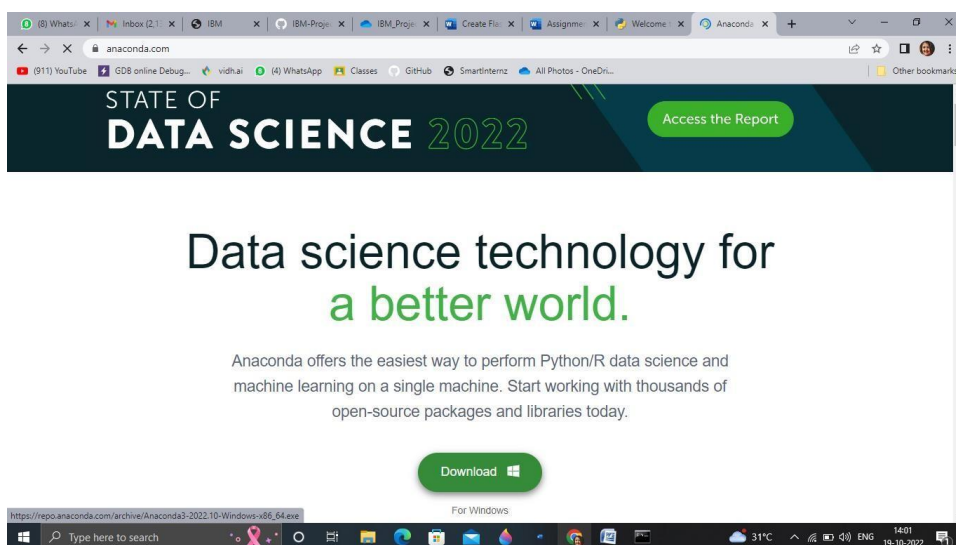 (8) Whats
Inbox (2,1
IBM
IBM-Proje
IBM_Proje
Create Fla
Assignmen
Welcome
Anaconda
anaconda.com
(911) YouTube
GDB online Debug...
vidh.ai
(4) WhatsApp
Classes
GitHub
SmartInternz
All Photos - OneDri...
Other bookmarks
STATE OF
DATA SCIENCE 2022
Access the Report
Data science technology for
a better world.
Anaconda offers the easiest way to perform Python/R data science and
machine learning on a single machine. Start working with thousands of
open-source packages and libraries today.
Download
For Windows
https://repo.anaconda.com/archive/Anaconda3-2022.10-Windows-x86_64.exe
Type here to search
31°C
ENG
14:01
19-10-2022